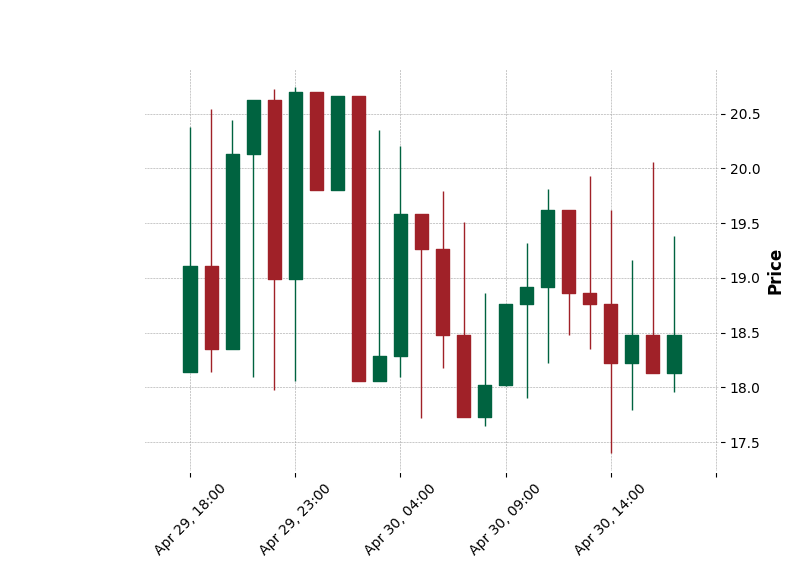 20.5
20.0
19.5
19.0
18.5
18.0
17.5
Price
Apr 29, 18:00
Apr 29, 23:00
Apr 30, 04:00
Apr 30, 09:00
Apr 30, 14:00